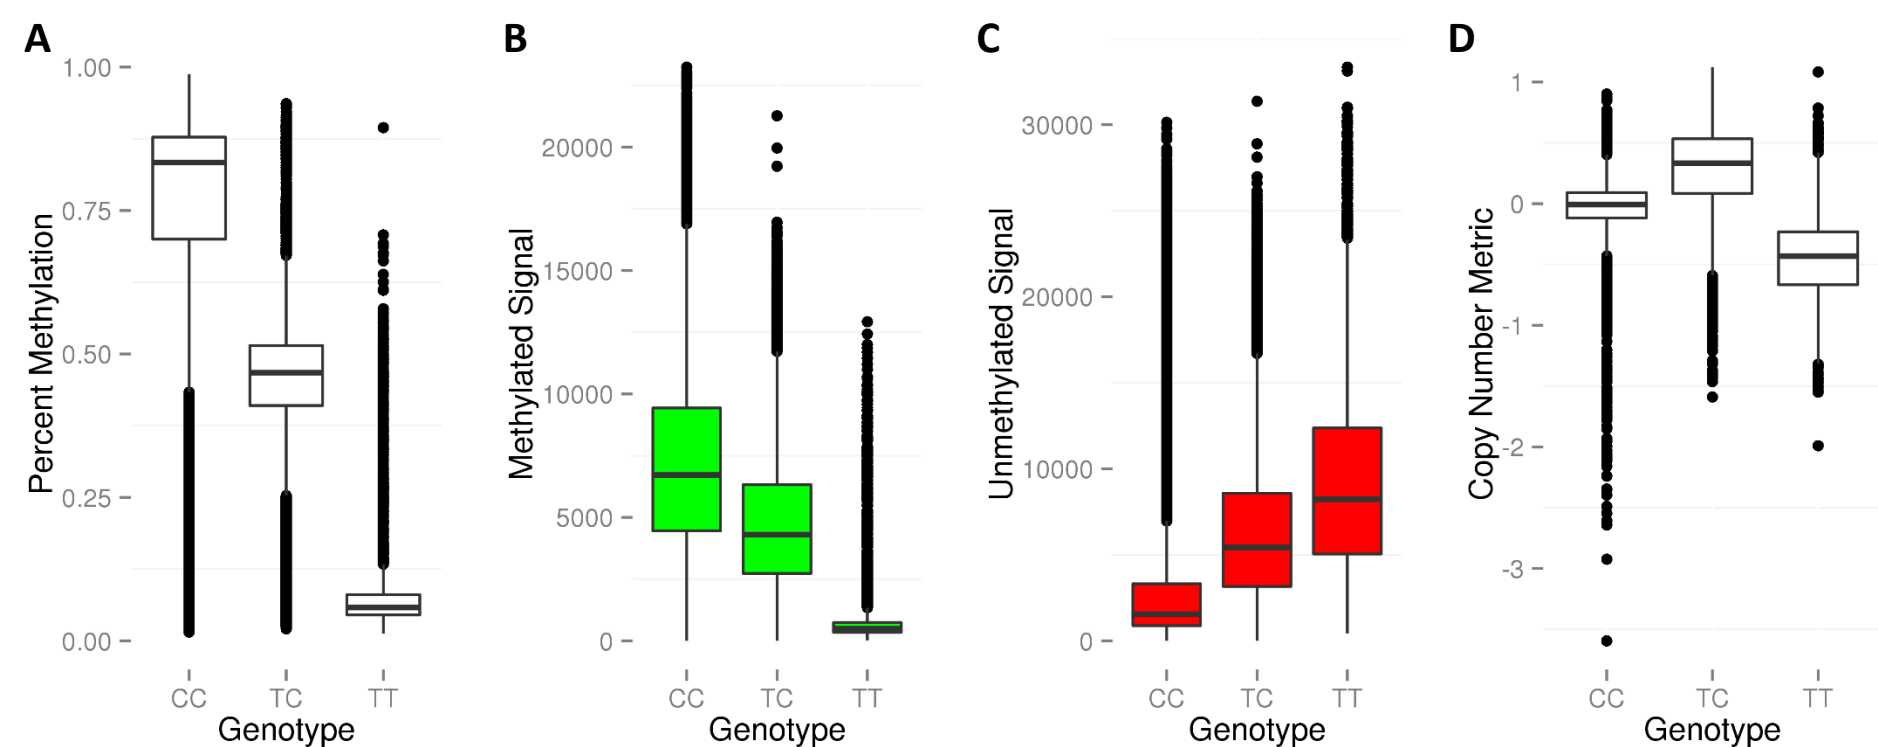 A
Percent Methylation
1.00
0.75
0.50
0.25
0.00
CC TC TT
Genotype
B
Methylated Signal
20000
15000
10000
5000
0
CC TC TT
Genotype
C
Unmethylated Signal
30000
20000
10000
0
CC TC TT
Genotype
D
Copy Number Metric
1
0
-1
-2
-3
CC TC TT
Genotype